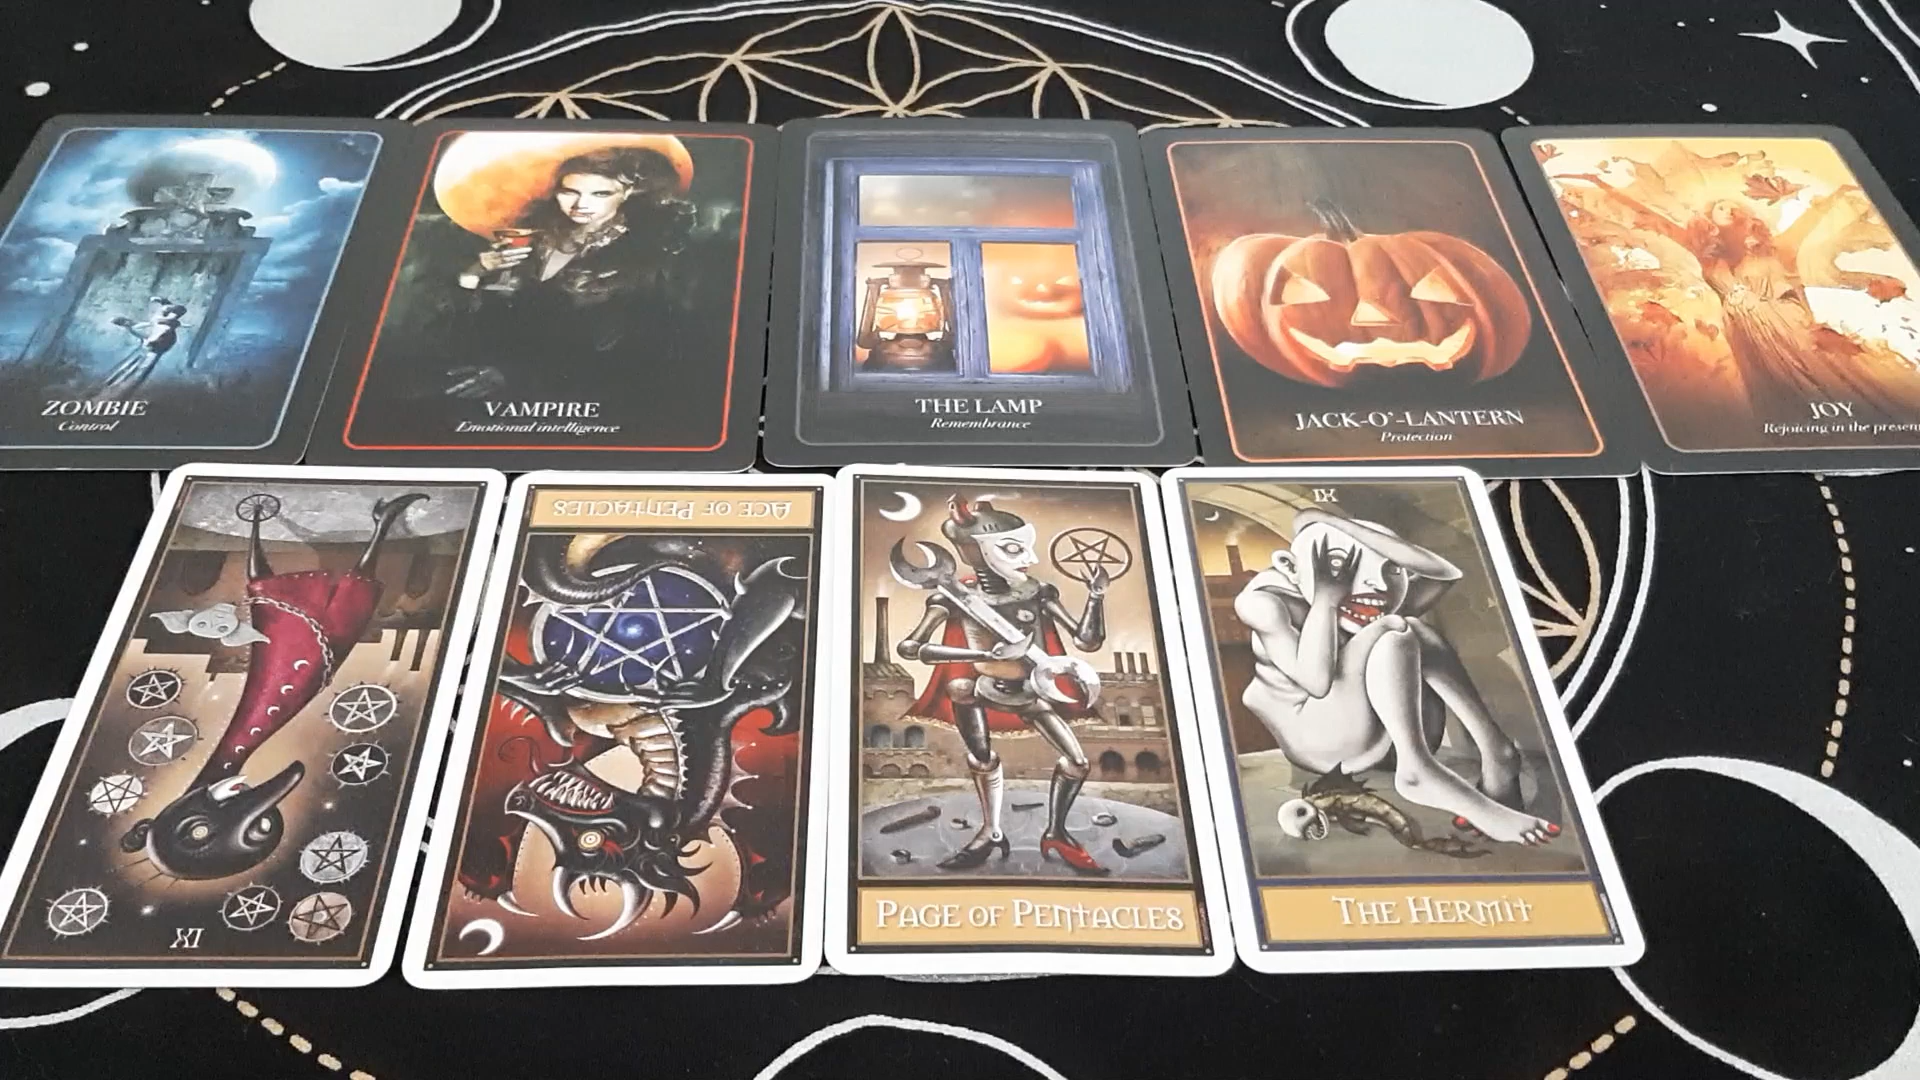 ZOMBIE
Control
VAMPIRE
Emotional intelligence
THE LAMP
Remembrance
JACK-O'-LANTERN
Protection
JOY
Rejoicing in the presen
IX
ACE OF PENTACLES
PAGE OF PENTACLES
IX
THE HERMIT